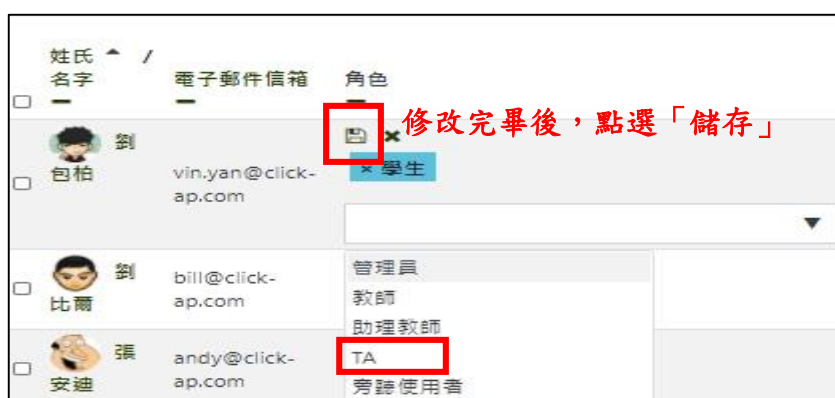 姓氏 /
名字
電子郵件信箱
角色
修改完畢後，點選「儲存」
劉
包柏
vin.yan@click-
ap.com
× 學生
劉
比爾
bill@click-
ap.com
管理員
教師
助理教師
TA
旁聽使用者
張
安迪
andy@click-
ap.com